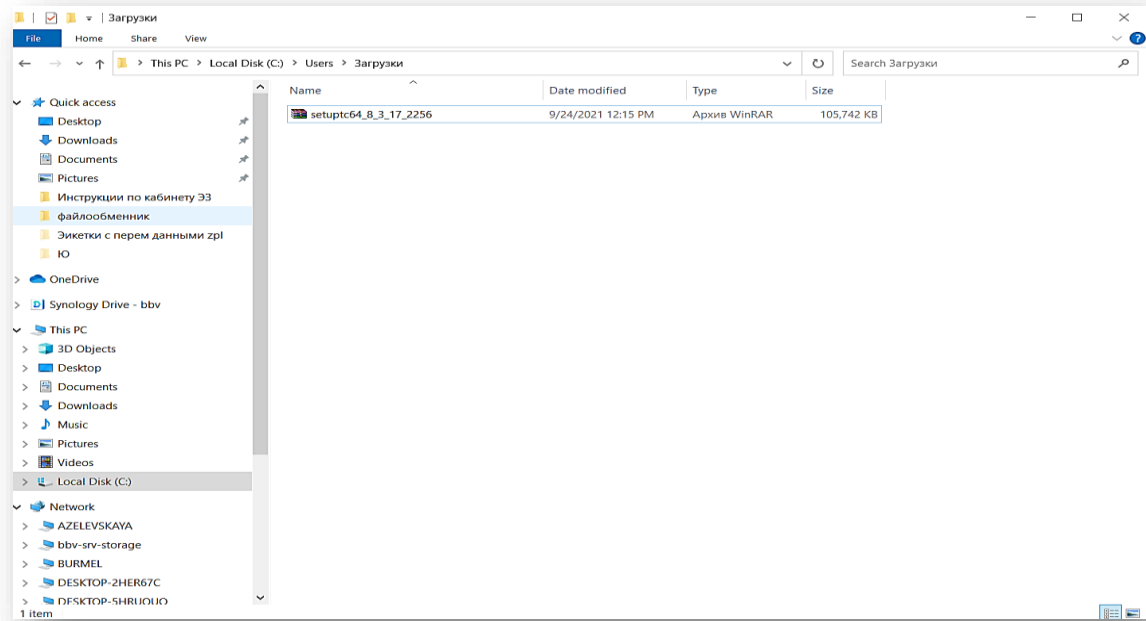 Загрузки
File Home Share View
This PC > Local Disk (C:) > Users > Загрузки
Search Загрузки
Name Date modified Type Size
setuptc64_8_3_17_2256 9/24/2021 12:15 PM Архив WinRAR 105,742 KB
Quick access
Desktop
Downloads
Documents
Pictures
Инструкции по кабинету ЭЗ
файлообменник
Эикетки с перем данными zpl
Ю
OneDrive
Synology Drive - bbv
This PC
3D Objects
Desktop
Documents
Downloads
Music
Pictures
Videos
Local Disk (C:)
Network
AZELEVSKAYA
bbv-srv-storage
BURMEL
DESKTOP-2HER67C
DESKTOP-5HRUOUO
1 item